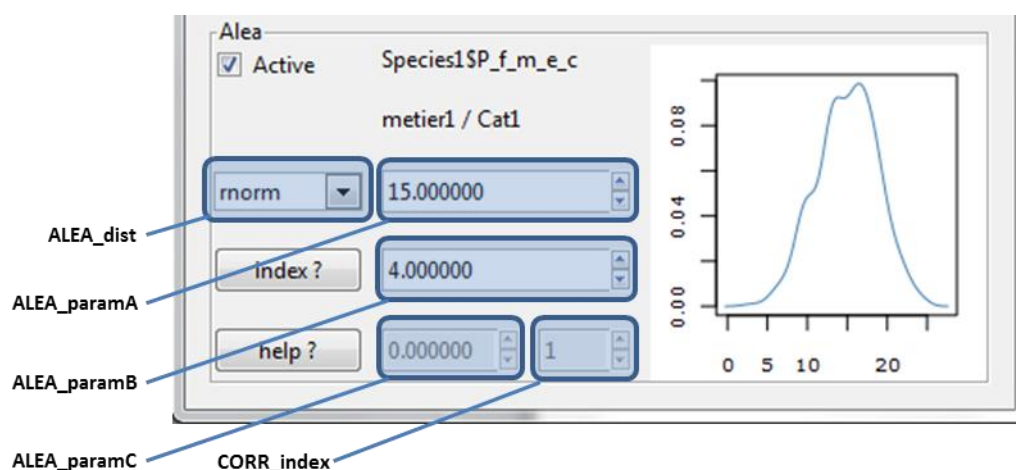 Alea
Active
Species1$P_f_m_e_c
metier1 / Cat1
rnorm
15.000000
ALEA_dist
index ?
4.000000
ALEA_paramA
help ?
0.000000
1
ALEA_paramB
ALEA_paramC
CORR_index
0.08
0.04
0.00
0 5 10 20